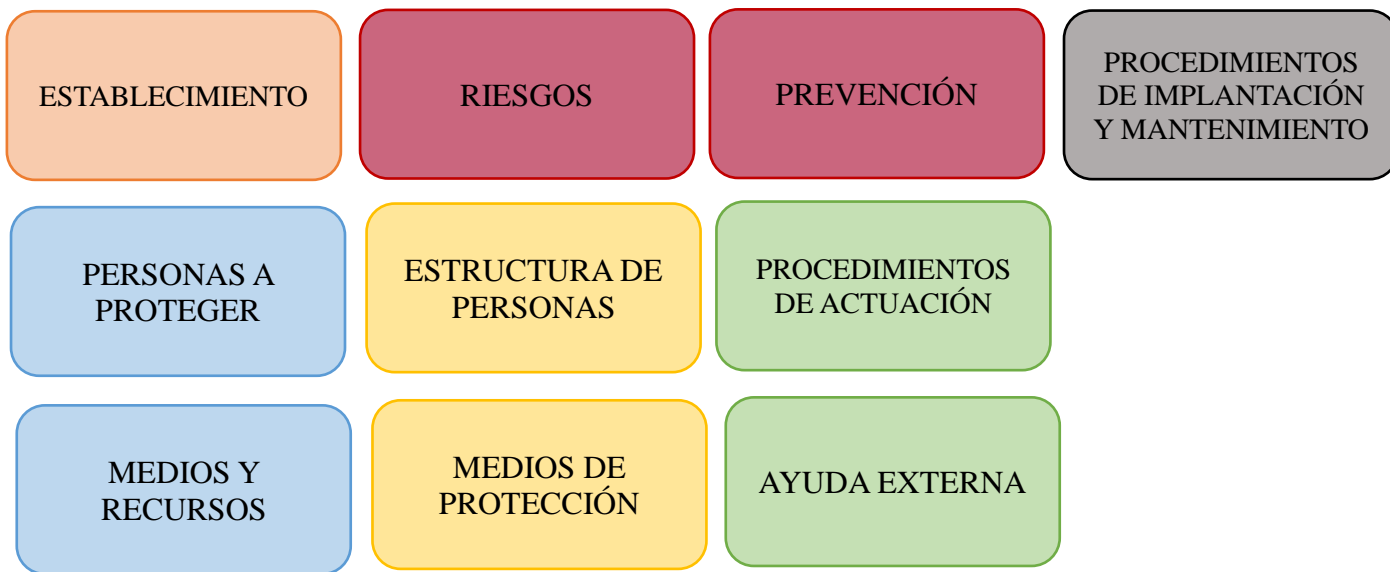 ESTABLECIMIENTO
RIESGOS
PREVENCIÓN
PROCEDIMIENTOS
DE IMPLANTACIÓN
Y MANTENIMIENTO
PERSONAS A
PROTEGER
ESTRUCTURA DE
PERSONAS
PROCEDIMIENTOS
DE ACTUACIÓN
MEDIOS Y
RECURSOS
MEDIOS DE
PROTECCIÓN
AYUDA EXTERNA